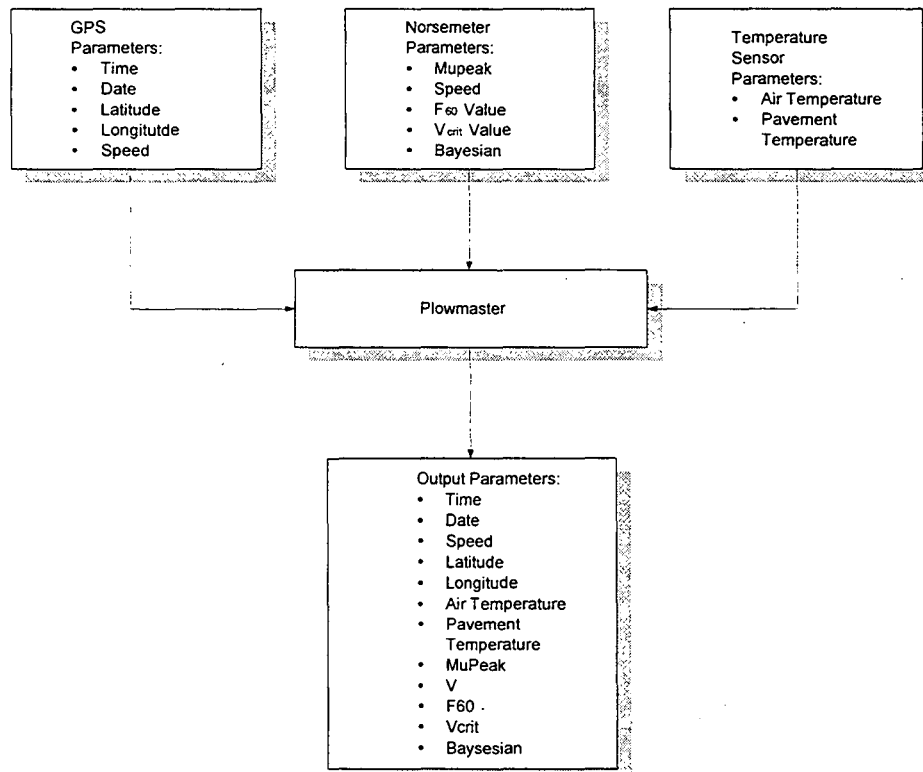 GPS
Parameters:
• Time
• Date
• Latitude
• Longitutde
• Speed
Norsemeter
Parameters:
• Mupeak
• Speed
• F60 Value
• Vcrit Value
• Bayesian
Temperature
Sensor
Parameters:
• Air Temperature
• Pavement
Temperature
Plowmaster
Output Parameters:
• Time
• Date
• Speed
• Latitude
• Longitude
• Air Temperature
• Pavement
Temperature
• MuPeak
• V
• F60
• Vcrit
• Baysesian